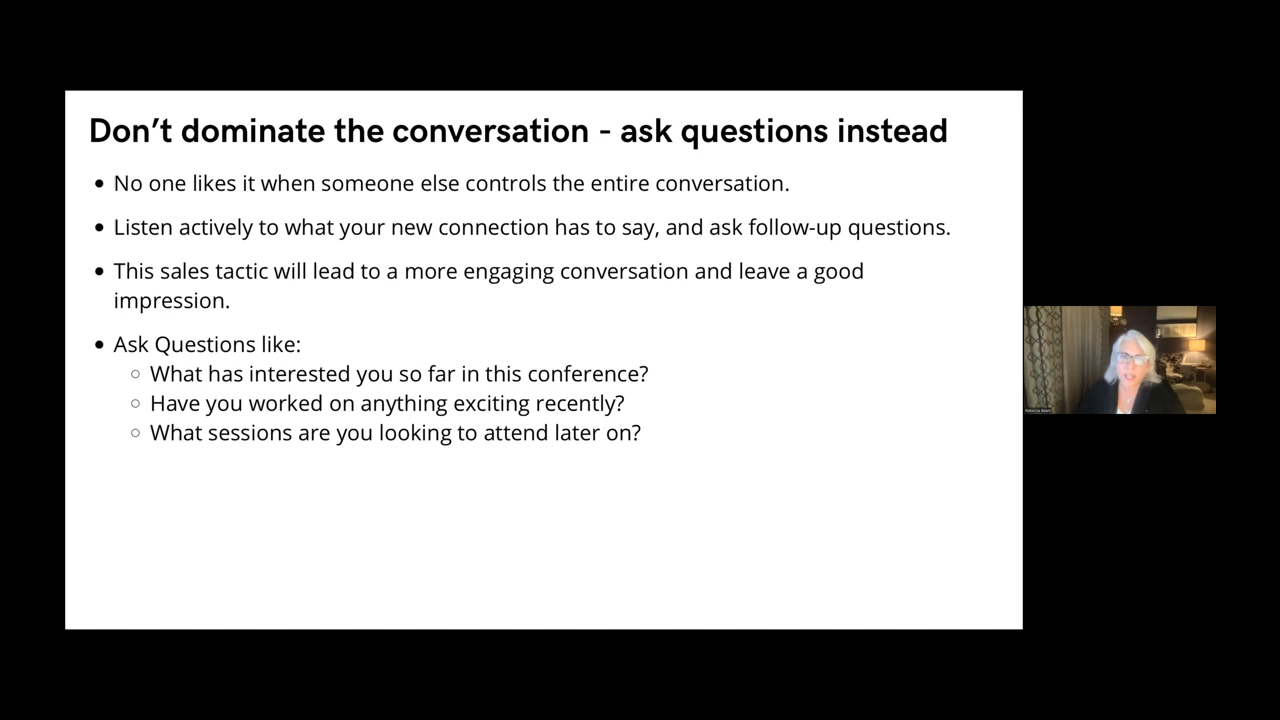 Don't dominate the conversation - ask questions instead
• No one likes it when someone else controls the entire conversation.
• Listen actively to what your new connection has to say, and ask follow-up questions.
• This sales tactic will lead to a more engaging conversation and leave a good
impression.
• Ask Questions like:
○ What has interested you so far in this conference?
○ Have you worked on anything exciting recently?
○ What sessions are you looking to attend later on?